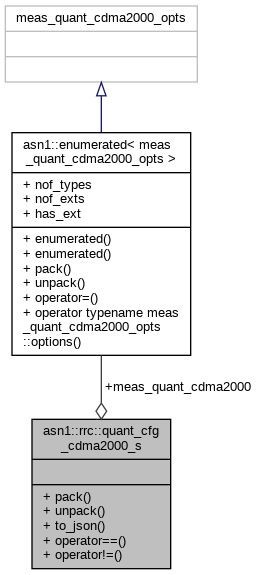 meas_quant_cdma2000_opts
asn1::enumerated< meas
_quant_cdma2000_opts >
+ nof_types
+ nof_exts
+ has_ext
+ enumerated()
+ enumerated()
+ pack()
+ unpack()
+ operator=()
+ operator typename meas
_quant_cdma2000_opts
::options()
+meas_quant_cdma2000
asn1::rrc::quant_cfg
_cdma2000_s
+ pack()
+ unpack()
+ to_json()
+ operator==()
+ operator!=()